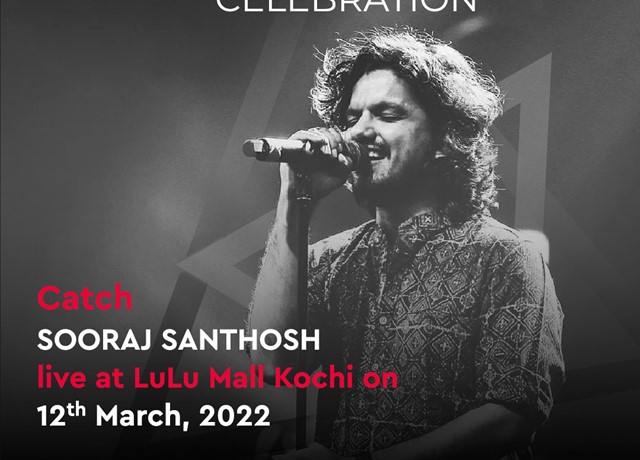 CELEBRATION
Catch
SOORAJ SANTHOSH
live at LuLu Mall Kochi on
12th March, 2022